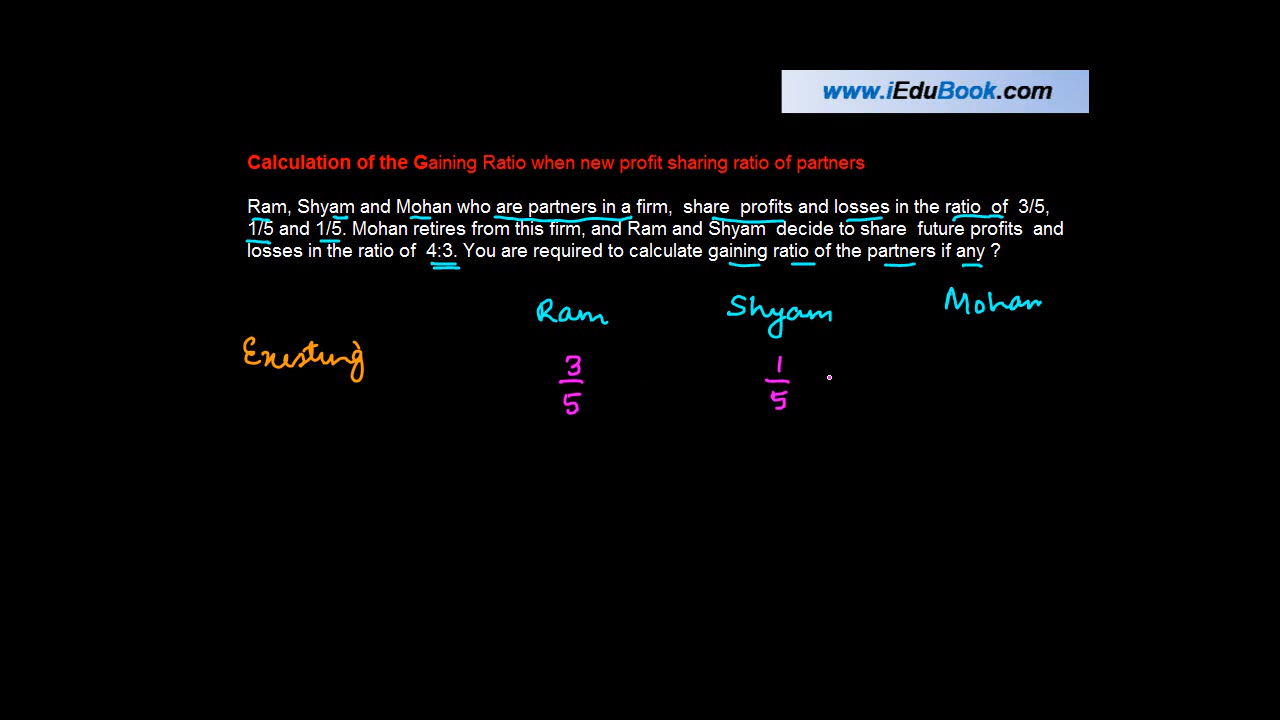 www.iEduBook.com
Calculation of the Gaining Ratio when new profit sharing ratio of partners
Ram, Shyam and Mohan who are partners in a firm, share profits and losses in the ratio of 3/5,
1/5 and 1/5. Mohan retires from this firm, and Ram and Shyam decide to share future profits and
losses in the ratio of 4:3. You are required to calculate gaining ratio of the partners if any ?
Ram Shyam Mohan
Existing 3/5 1/5